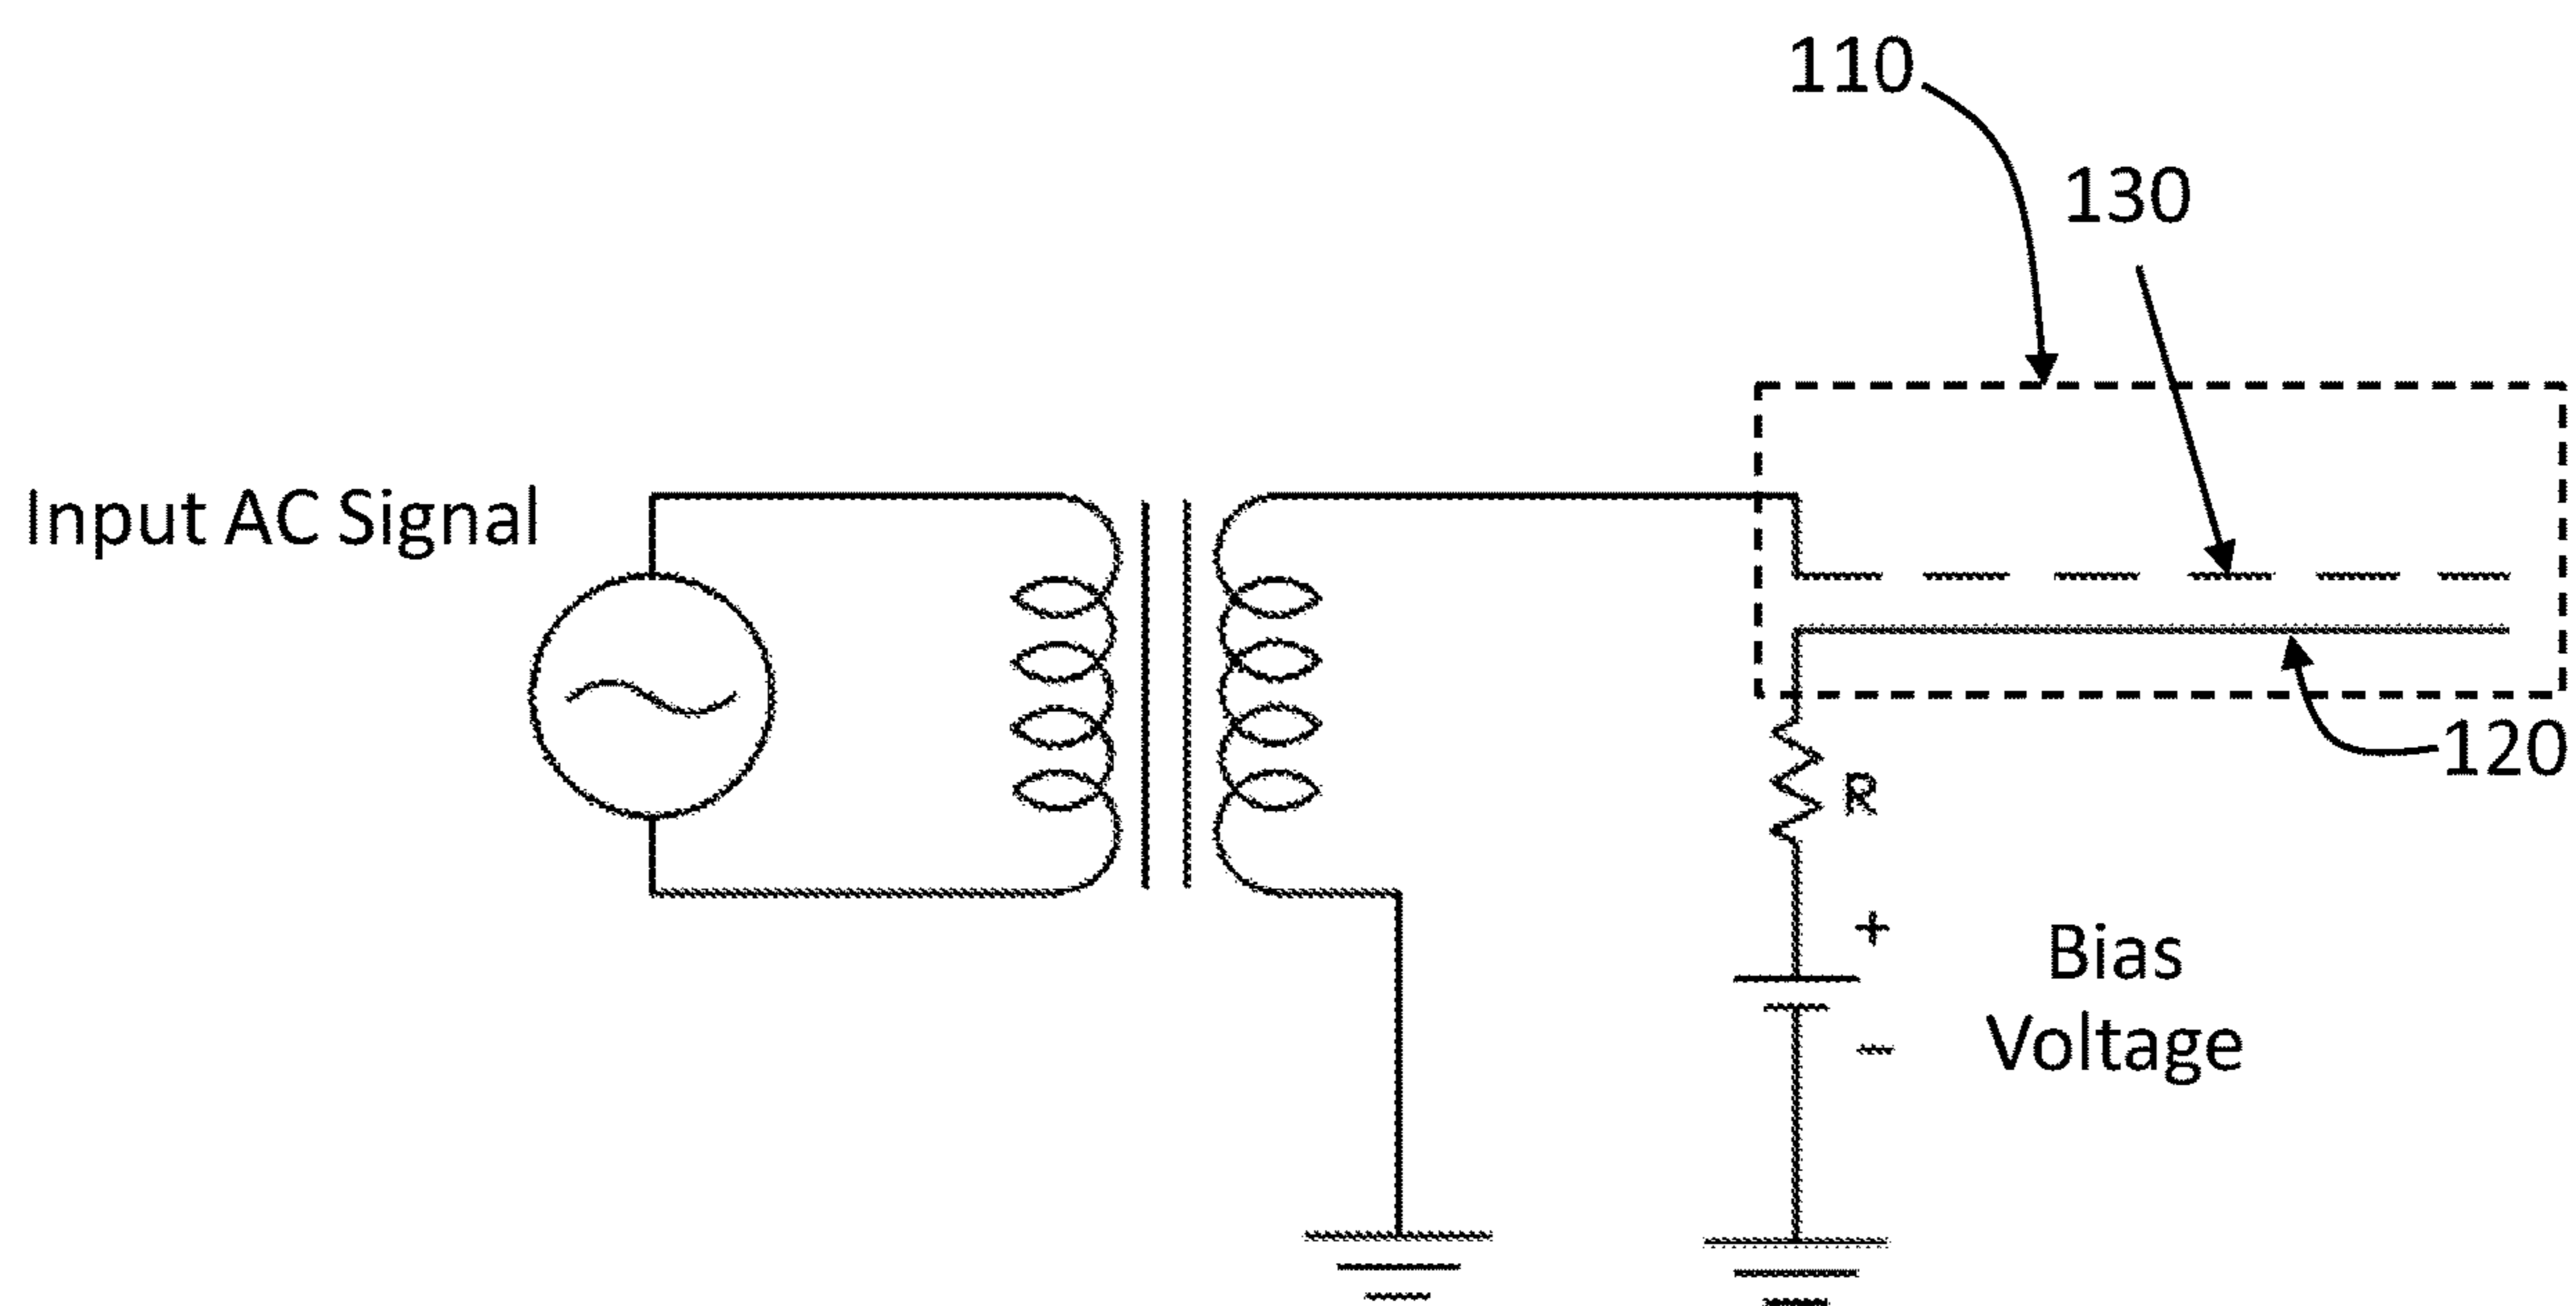 110
130
Input AC Signal
120
R
+
Bias
Voltage
−